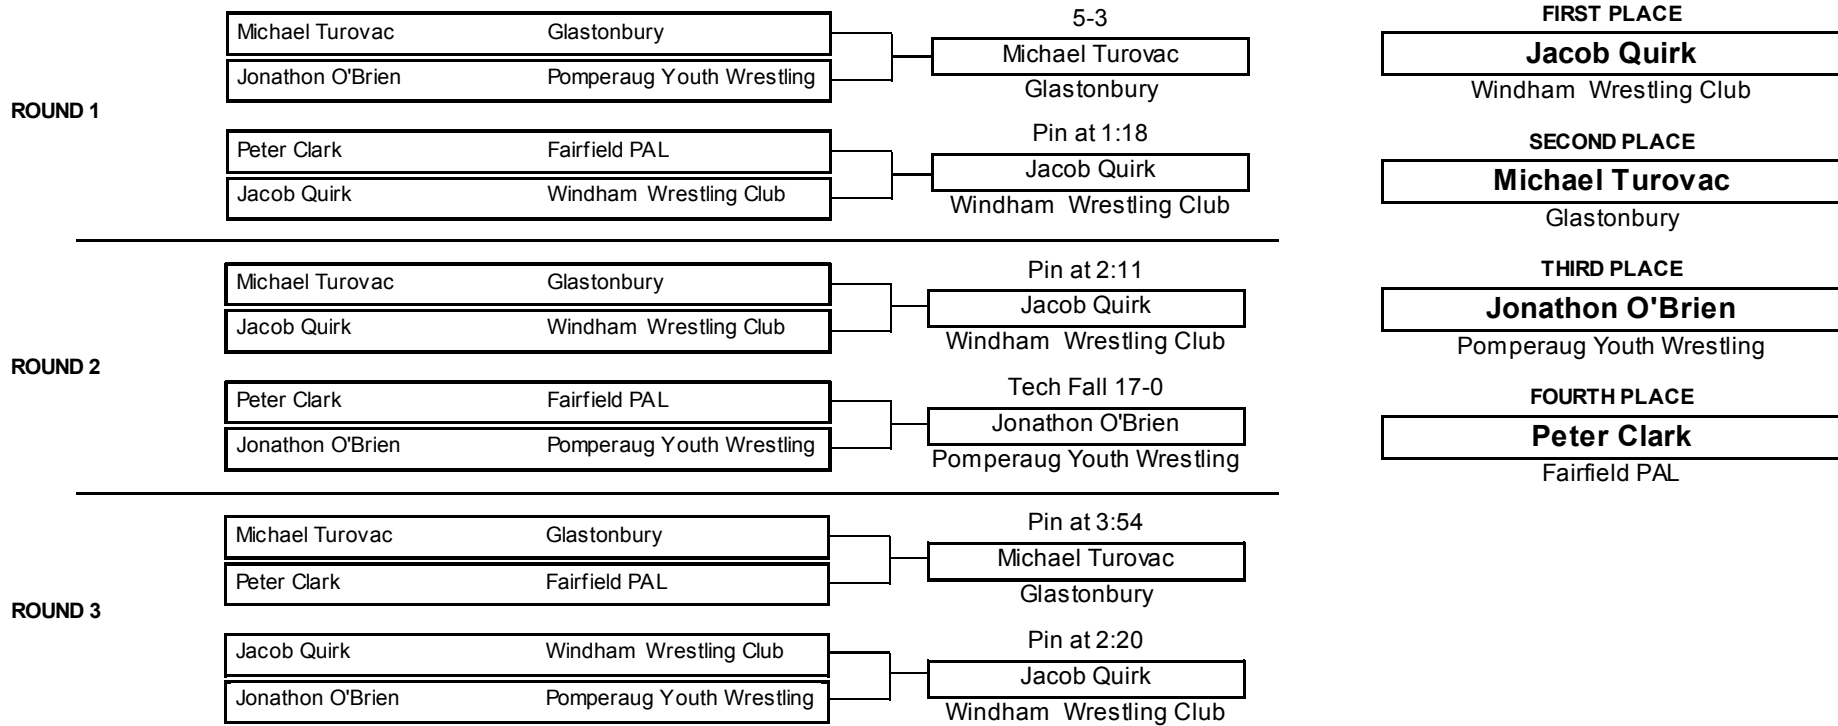 ROUND 1
Michael Turovac Glastonbury
Jonathon O'Brien Pomperaug Youth Wrestling
5-3
Michael Turovac
Glastonbury
Peter Clark Fairfield PAL
Jacob Quirk Windham Wrestling Club
Pin at 1:18
Jacob Quirk
Windham Wrestling Club
ROUND 2
Michael Turovac Glastonbury
Jacob Quirk Windham Wrestling Club
Pin at 2:11
Jacob Quirk
Windham Wrestling Club
Peter Clark Fairfield PAL
Jonathon O'Brien Pomperaug Youth Wrestling
Tech Fall 17-0
Jonathon O'Brien
Pomperaug Youth Wrestling
ROUND 3
Michael Turovac Glastonbury
Peter Clark Fairfield PAL
Pin at 3:54
Michael Turovac
Glastonbury
Jacob Quirk Windham Wrestling Club
Jonathon O'Brien Pomperaug Youth Wrestling
Pin at 2:20
Jacob Quirk
Windham Wrestling Club
FIRST PLACE
Jacob Quirk
Windham Wrestling Club
SECOND PLACE
Michael Turovac
Glastonbury
THIRD PLACE
Jonathon O'Brien
Pomperaug Youth Wrestling
FOURTH PLACE
Peter Clark
Fairfield PAL